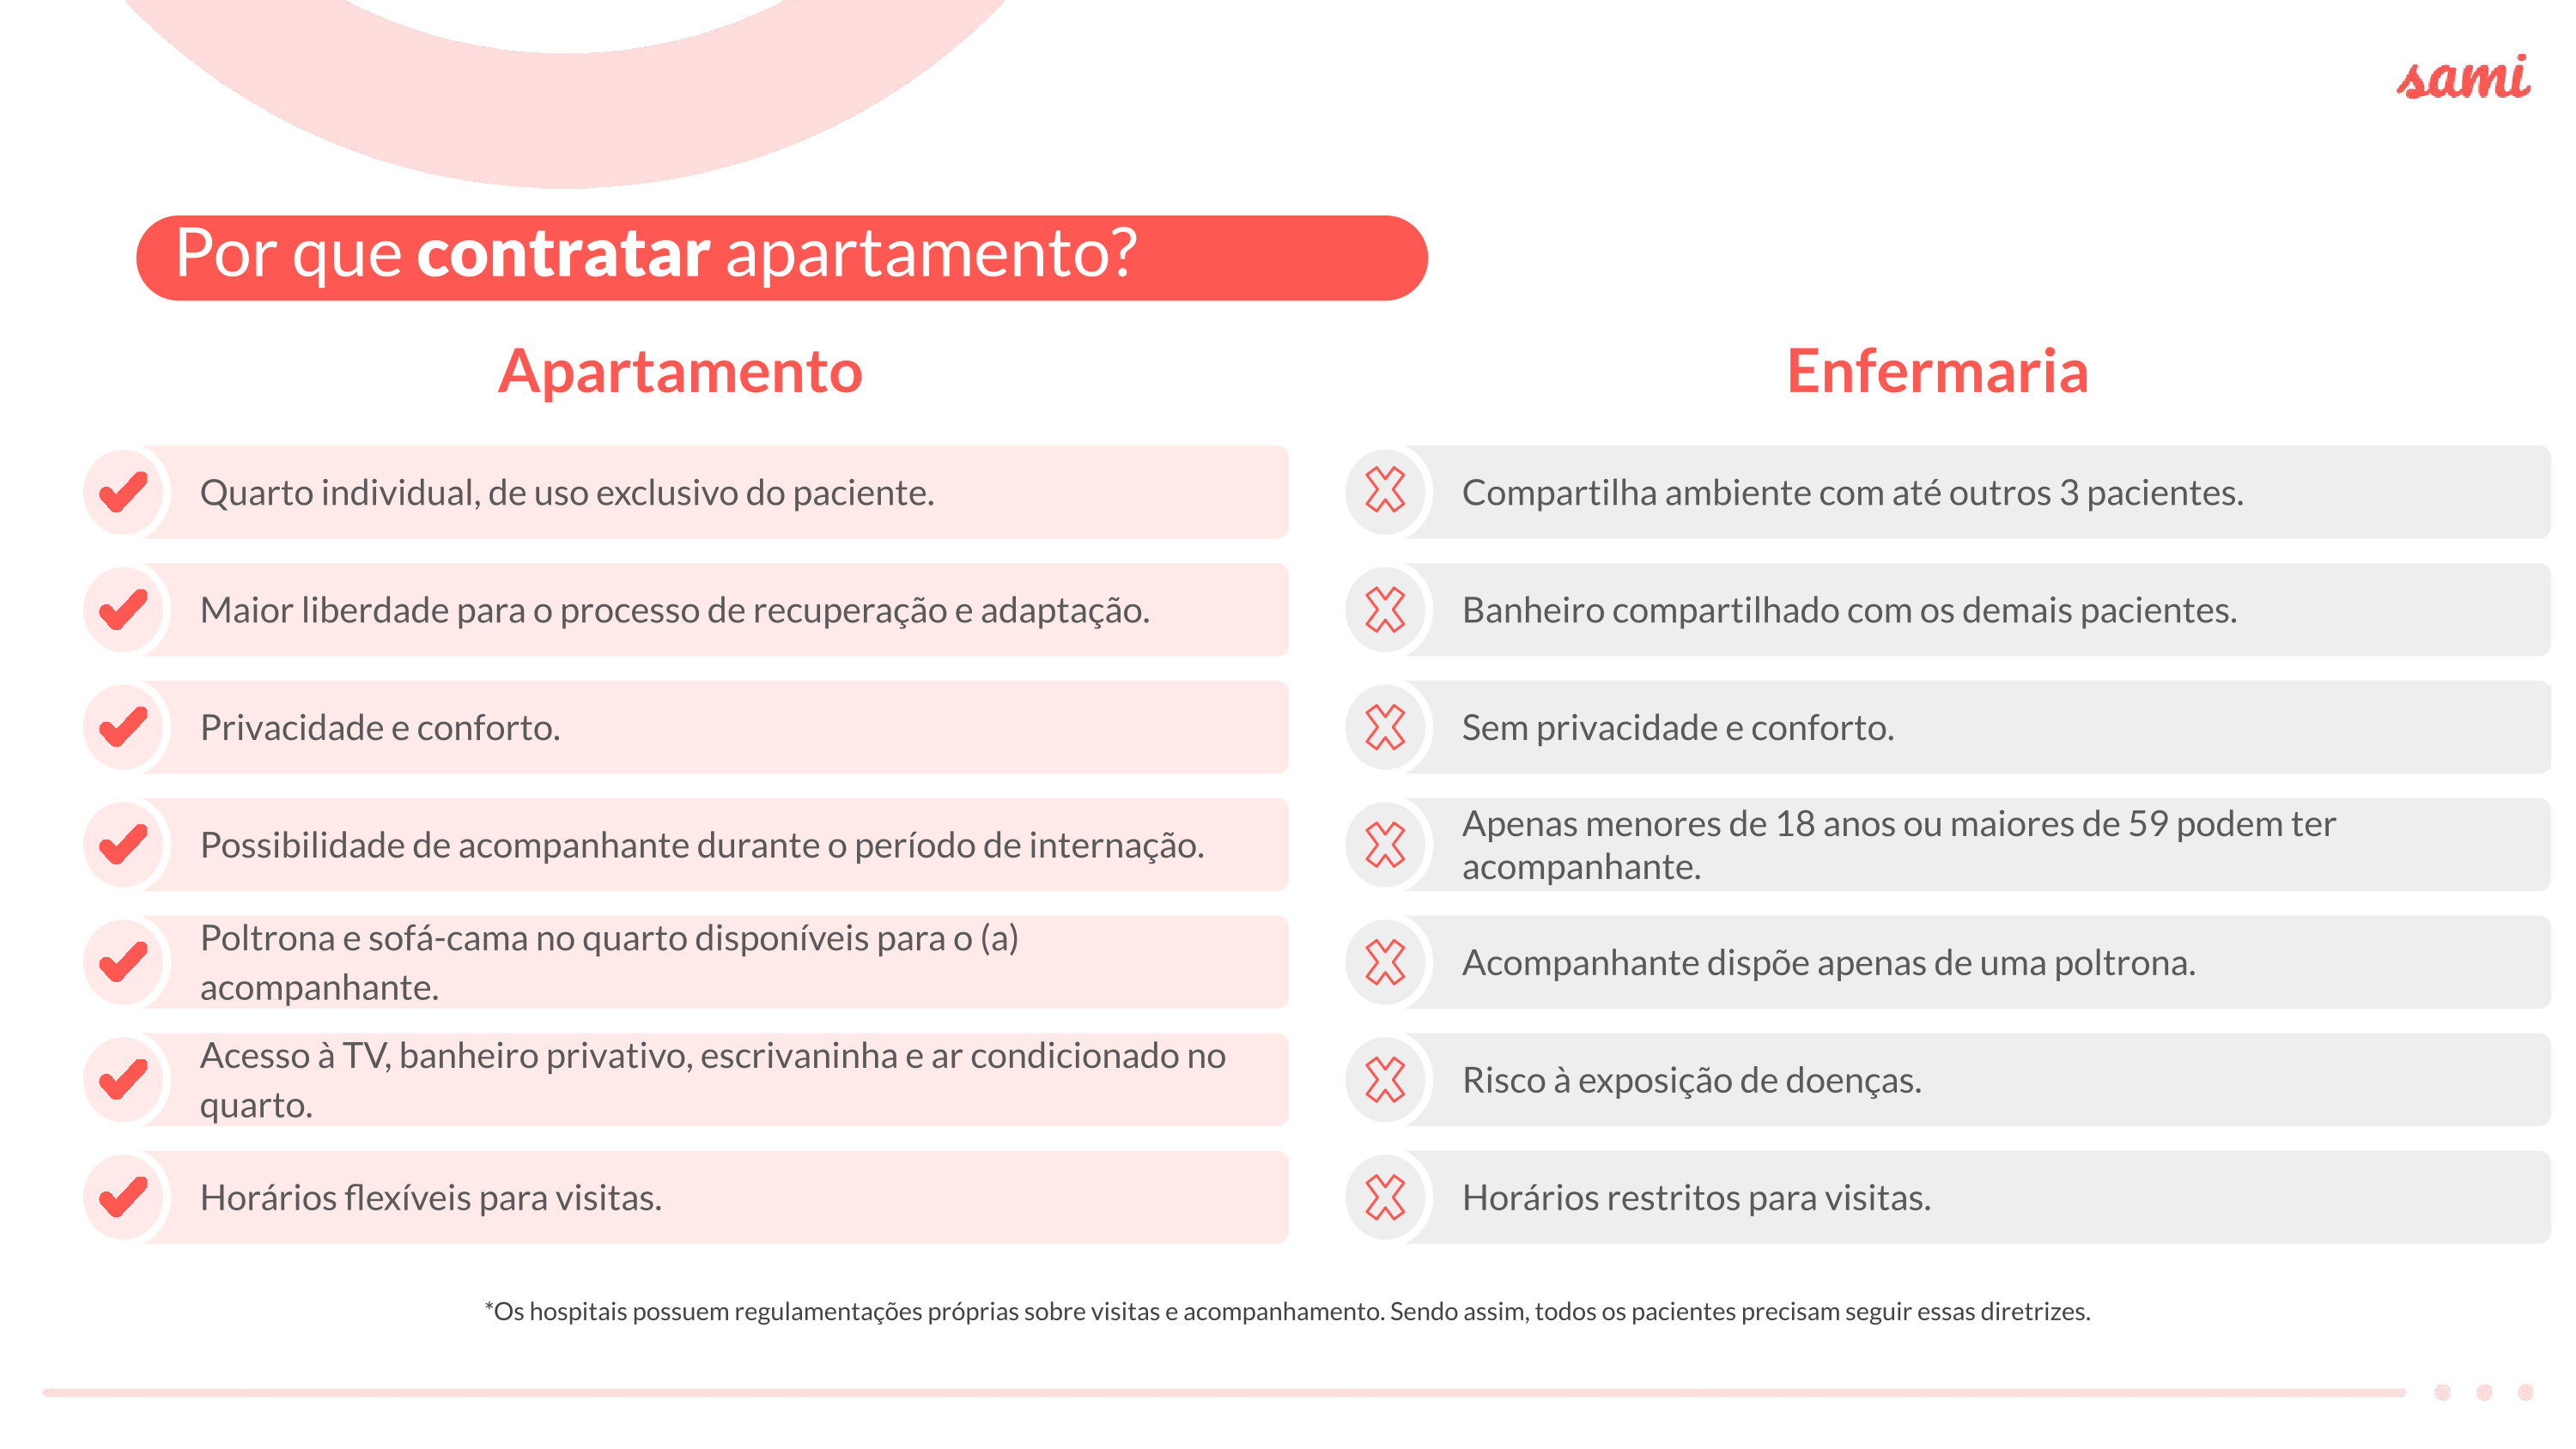 sami
Por que contratar apartamento?
Apartamento
Quarto individual, de uso exclusivo do paciente.
Maior liberdade para o processo de recuperação e adaptação.
Privacidade e conforto.
Possibilidade de acompanhante durante o período de internação.
Poltrona e sofá-cama no quarto disponíveis para o (a)
acompanhante.
Acesso à TV, banheiro privativo, escrivaninha e ar condicionado no
quarto.
Horários flexíveis para visitas.
Enfermaria
Compartilha ambiente com até outros 3 pacientes.
Banheiro compartilhado com os demais pacientes.
Sem privacidade e conforto.
Apenas menores de 18 anos ou maiores de 59 podem ter
acompanhante.
Acompanhante dispõe apenas de uma poltrona.
Risco à exposição de doenças.
Horários restritos para visitas.
*Os hospitais possuem regulamentações próprias sobre visitas e acompanhamento. Sendo assim, todos os pacientes precisam seguir essas diretrizes.